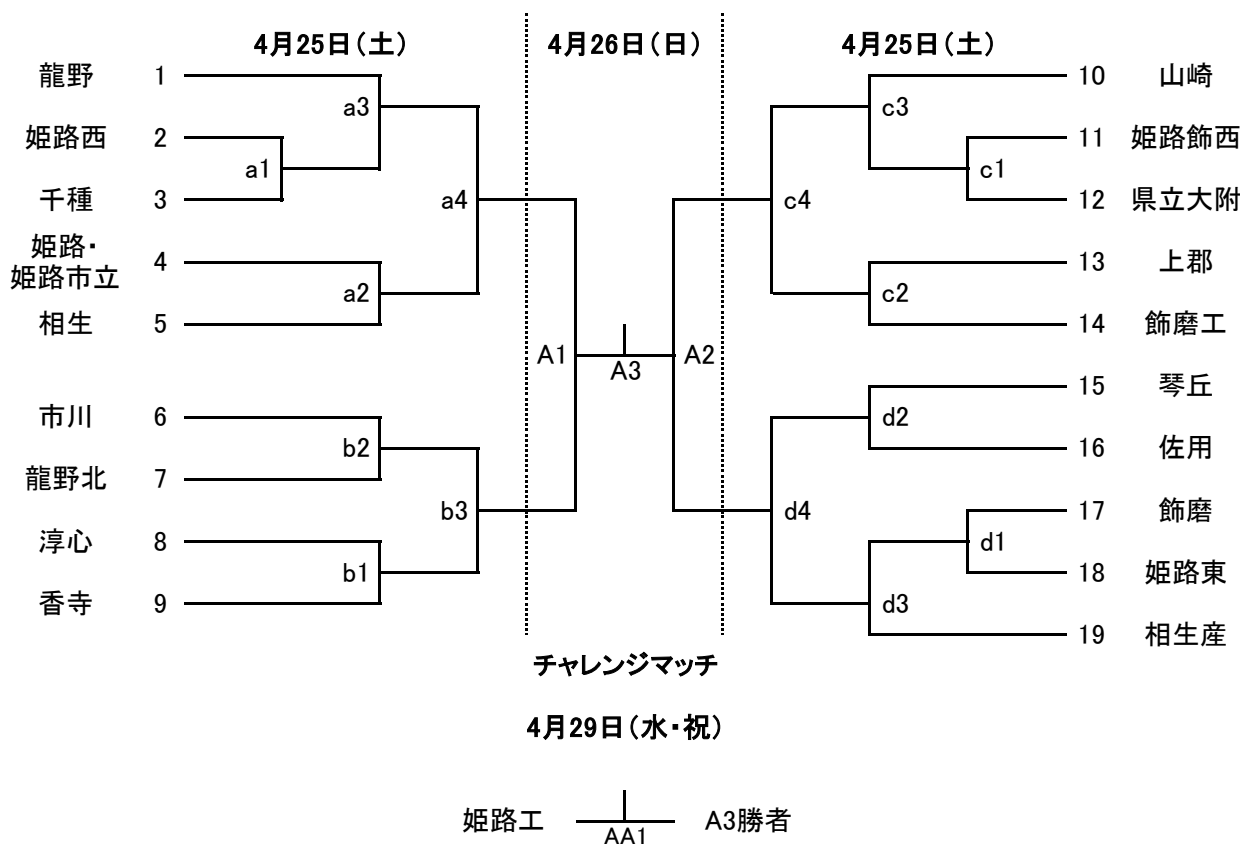 4月25日(土)
4月26日(日)
4月25日(土)
龍野 1
姫路西 2
千種 3
姫路・
姫路市立 4
相生 5
市川 6
龍野北 7
淳心 8
香寺 9
a1
a3
a2
a4
b2
b1
b3
A1
A3
A2
c4
c3
c1
c2
d4
d2
d1
d3
10 山崎
11 姫路飾西
12 県立大附
13 上郡
14 飾磨工
15 琴丘
16 佐用
17 飾磨
18 姫路東
19 相生産
チャレンジマッチ
4月29日(水・祝)
姫路工 AA1 A3勝者